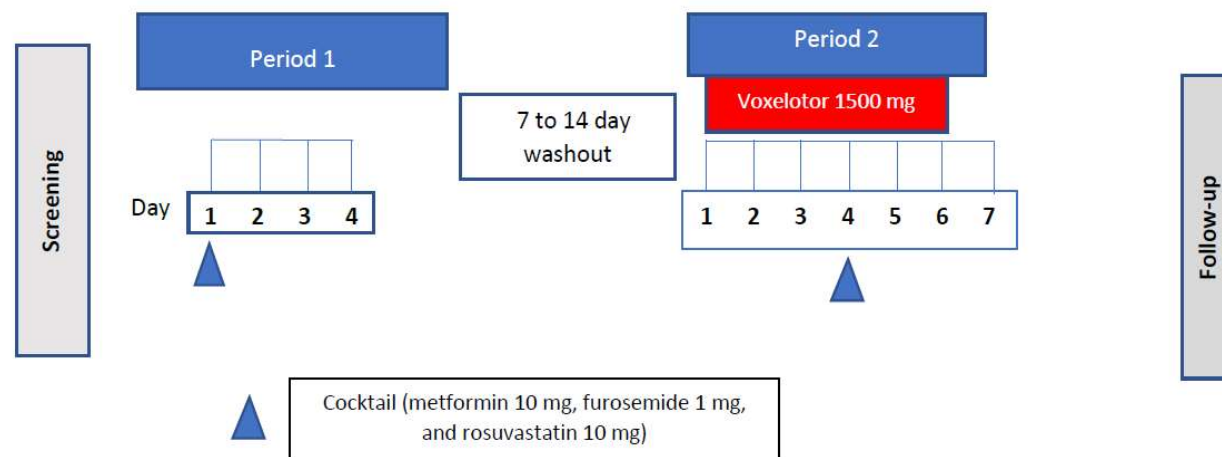 Screening
Period 1
7 to 14 day
washout
Period 2
Voxelotor 1500 mg
Day
1 2 3 4
1 2 3 4 5 6 7
Follow-up
Cocktail (metformin 10 mg, furosemide 1 mg,
and rosuvastatin 10 mg)